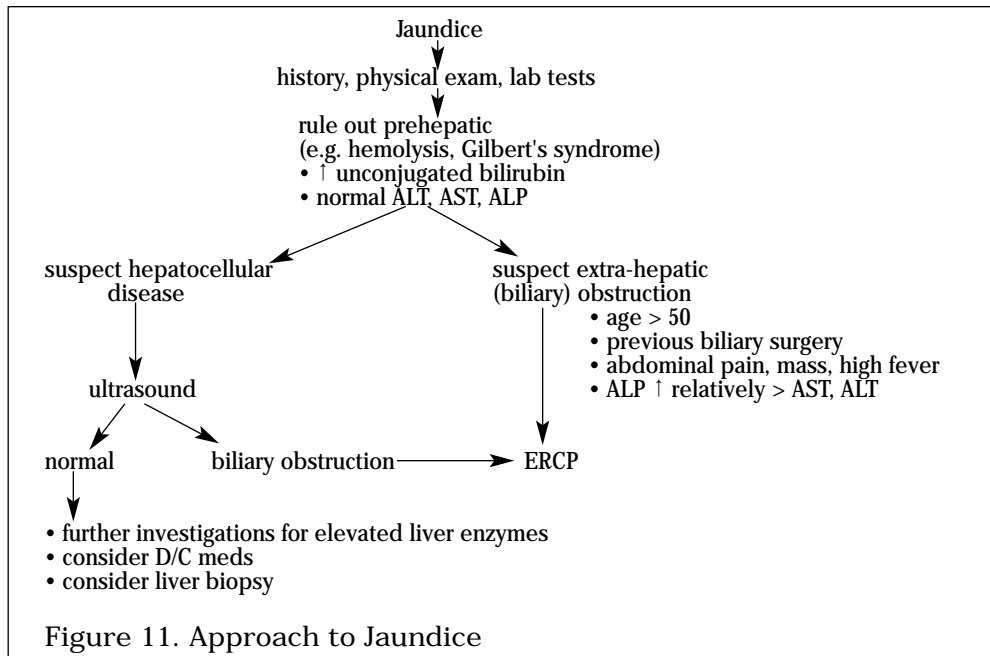 Jaundice
history, physical exam, lab tests
rule out prehepatic
(e.g. hemolysis, Gilbert's syndrome)
• ↑ unconjugated bilirubin
• normal ALT, AST, ALP
suspect hepatocellular
disease
suspect extra-hepatic
(biliary) obstruction
• age > 50
• previous biliary surgery
• abdominal pain, mass, high fever
• ALP ↑ relatively > AST, ALT
ultrasound
normal
biliary obstruction
ERCP
• further investigations for elevated liver enzymes
• consider D/C meds
• consider liver biopsy
Figure 11. Approach to Jaundice